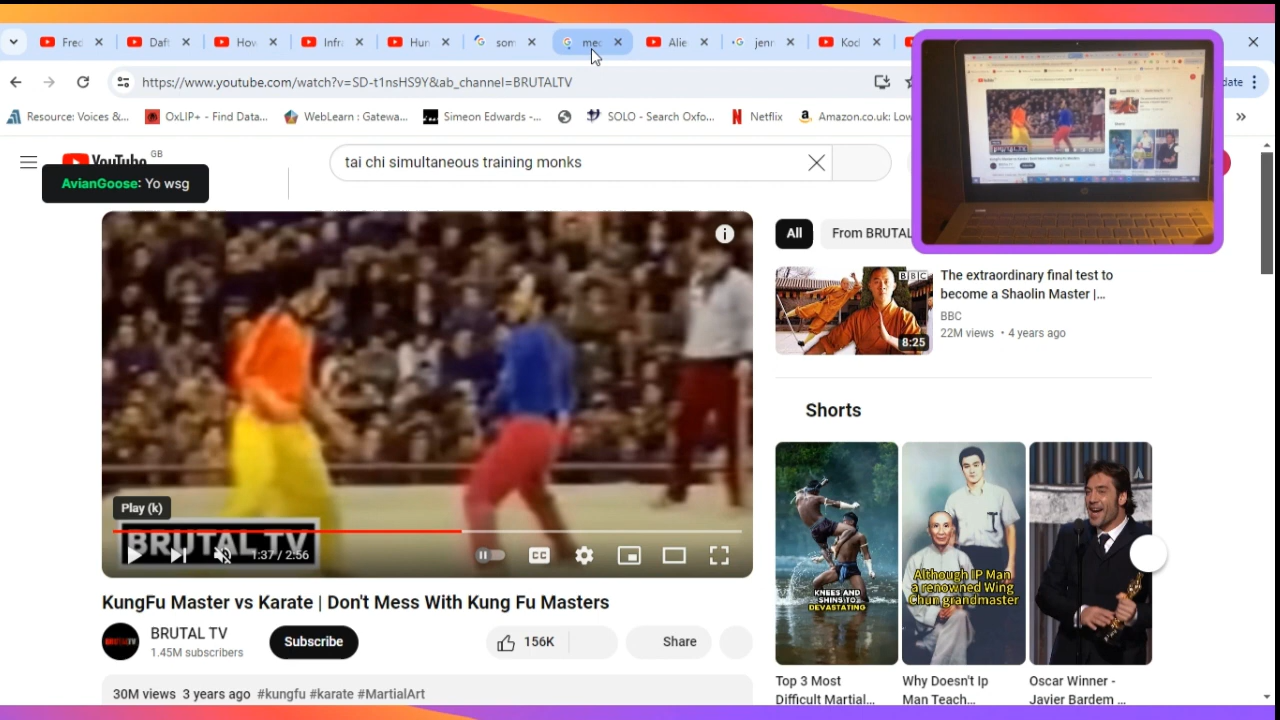 Frec
Daft
How
Infra
Hun
som
med
Alie
jenn
Kod
https://www.youtube.com/watch
ab_channel=BRUTALTV
date
Resource: Voices &...
OxLIP+ - Find Data...
WebLearn : Gatewa...
Simeon Edwards -...
SOLO - Search Oxfo...
Netflix
Amazon.co.uk: Low
YouTube
GB
tai chi simultaneous training monks
AvianGoose: Yo wsg
All
From BRUTAL
BBC
8:25
The extraordinary final test to
become a Shaolin Master |...
BBC
22M views • 4 years ago
Shorts
Play (k)
BRUTAL TV
1:37 / 2:56
CC
KungFu Master vs Karate | Don't Mess With Kung Fu Masters
BRUTAL TV
1.45M subscribers
Subscribe
156K
Share
30M views 3 years ago #kungfu #karate #MartialArt
KNEES AND
SHINS TO
DEVASTATING
Although IP Man
a renowned Wing
Chun grandmaster
Top 3 Most
Difficult Martial...
Why Doesn't Ip
Man Teach...
Oscar Winner -
Javier Bardem ...